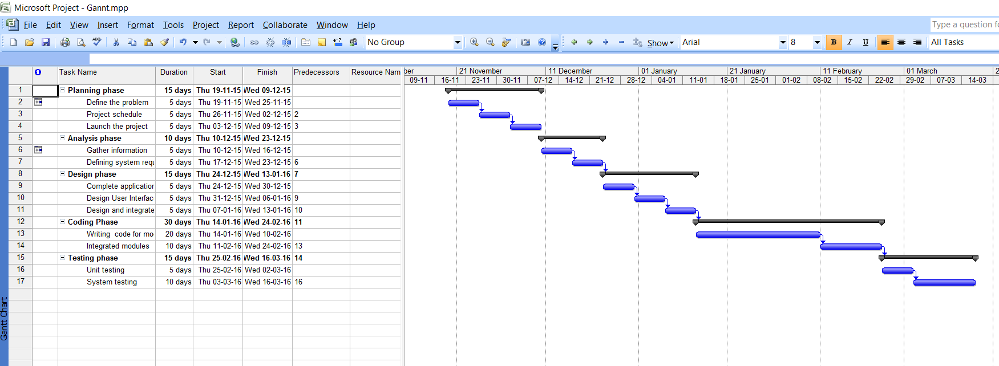 Microsoft Project - Gannt.mpp
File Edit View Insert Format Tools Project Report Collaborate Window Help Type a question fo
ABC No Group Show Arial 8 B I U All Tasks
Task Name Duration Start Finish Predecessors Resource Nam
ber 21 November 11 December 01 January 21 January 11 February 01 March 2
09-11 16-11 23-11 30-11 07-12 14-12 21-12 28-12 04-01 11-01 18-01 25-01 01-02 08-02 15-02 22-02 29-02 07-03 14-03
1 Planning phase 15 days Thu 19-11-15 Wed 09-12-15
2 Define the problem 5 days Thu 19-11-15 Wed 25-11-15
3 Project schedule 5 days Thu 26-11-15 Wed 02-12-15 2
4 Launch the project 5 days Thu 03-12-15 Wed 09-12-15 3
5 Analysis phase 10 days Thu 10-12-15 Wed 23-12-15
6 Gather information 5 days Thu 10-12-15 Wed 16-12-15
7 Defining system requ 5 days Thu 17-12-15 Wed 23-12-15 6
8 Design phase 15 days Thu 24-12-15 Wed 13-01-16 7
9 Complete application 5 days Thu 24-12-15 Wed 30-12-15
10 Design User Interfac 5 days Thu 31-12-15 Wed 06-01-16 9
11 Design and integrate 5 days Thu 07-01-16 Wed 13-01-16 10
12 Coding Phase 30 days Thu 14-01-16 Wed 24-02-16 11
13 Writing code for mo 20 days Thu 14-01-16 Wed 10-02-16
14 Integrated modules 10 days Thu 11-02-16 Wed 24-02-16 13
15 Testing phase 15 days Thu 25-02-16 Wed 16-03-16 14
16 Unit testing 5 days Thu 25-02-16 Wed 02-03-16
17 System testing 10 days Thu 03-03-16 Wed 16-03-16 16
Gantt Chart